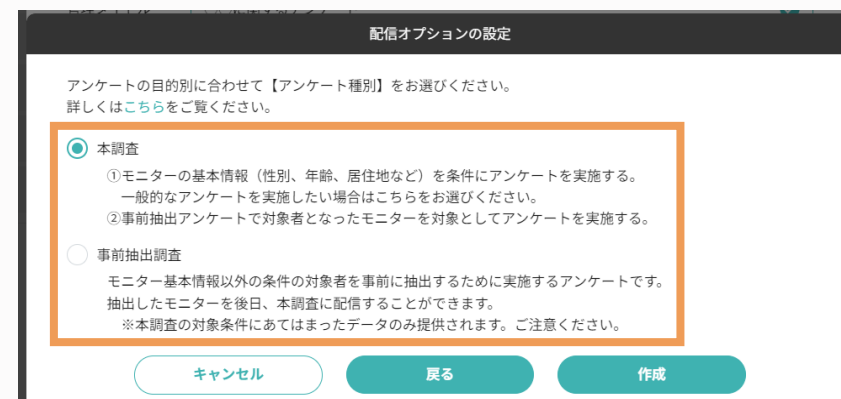 配信オプションの設定
アンケートの目的別に合わせて【アンケート種別】をお選びください。
詳しくはこちらをご覧ください。
本調査
①モニターの基本情報（性別、年齢、居住地など）を条件にアンケートを実施する。
一般的なアンケートを実施したい場合はこちらをお選びください。
②事前抽出アンケートで対象者となったモニターを対象としてアンケートを実施する。
事前抽出調査
モニター基本情報以外の条件の対象者を事前に抽出するために実施するアンケートです。
抽出したモニターを後日、本調査に配信することができます。
※本調査の対象条件にあてはまったデータのみ提供されます。ご注意ください。
キャンセル 戻る 作成